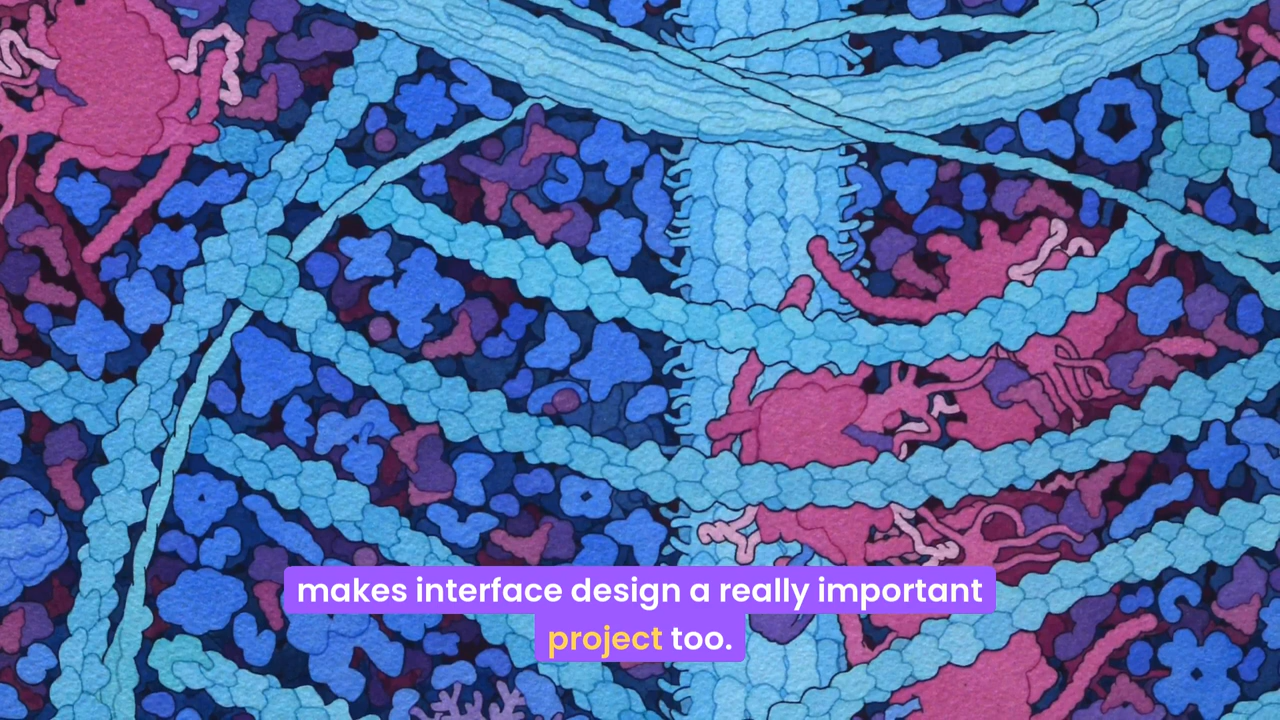 makes interface design a really important
project too.